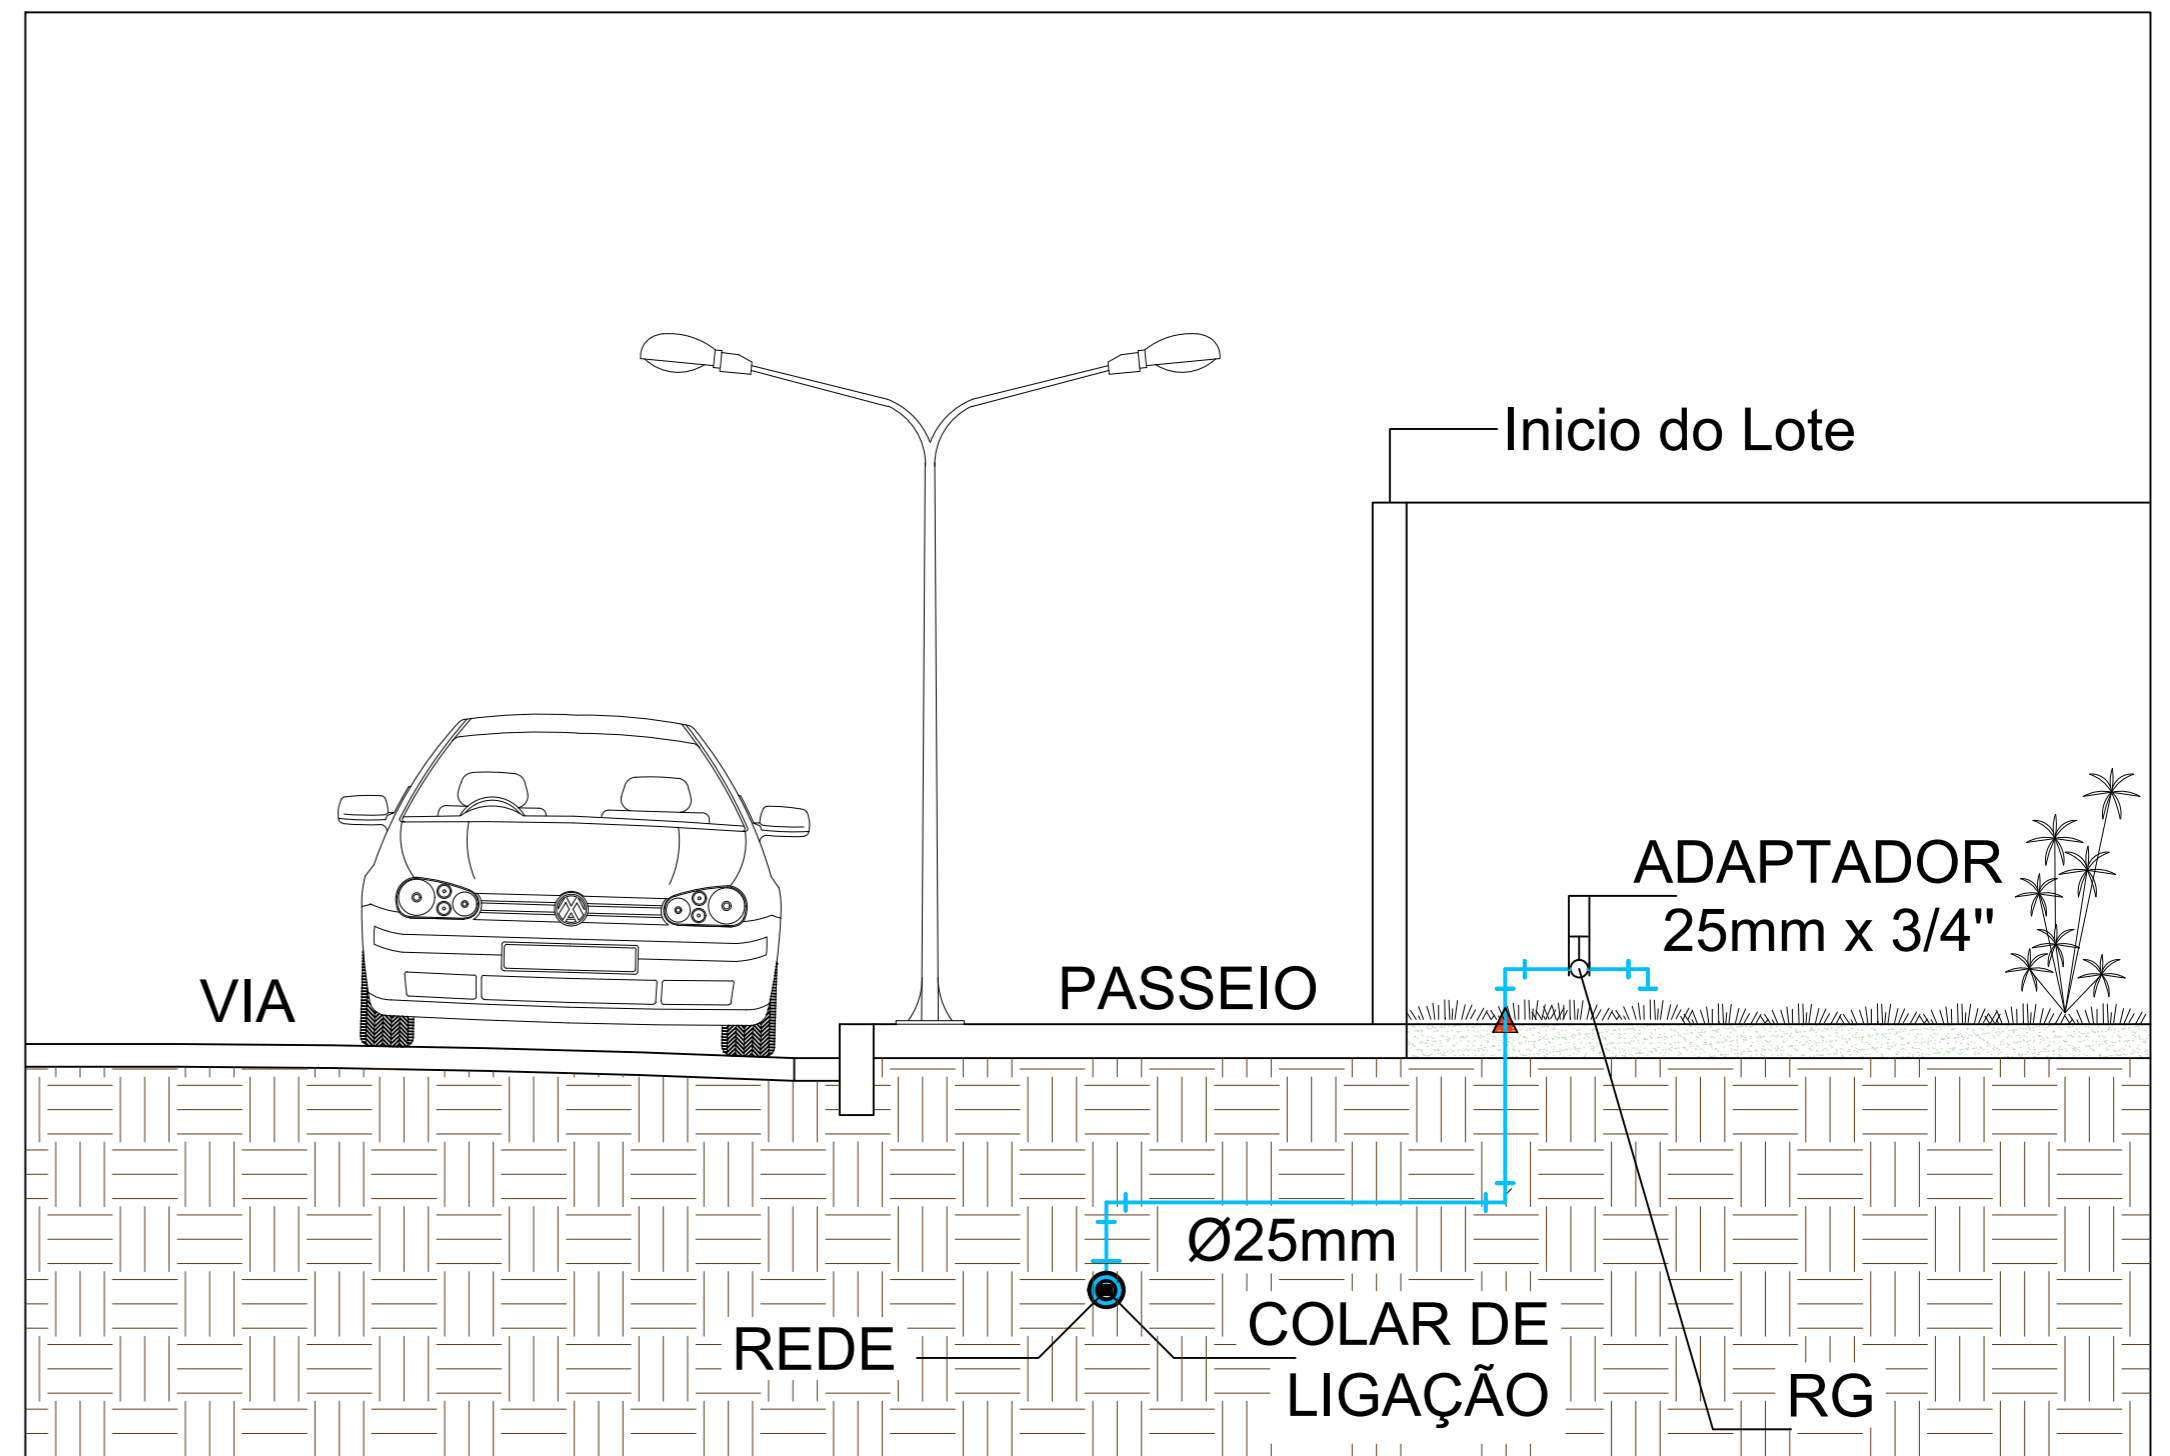 Inicio do Lote
ADAPTADOR
25mm x 3/4"
VIA
PASSEIO
Ø25mm
REDE
COLAR DE
LIGAÇÃO
RG